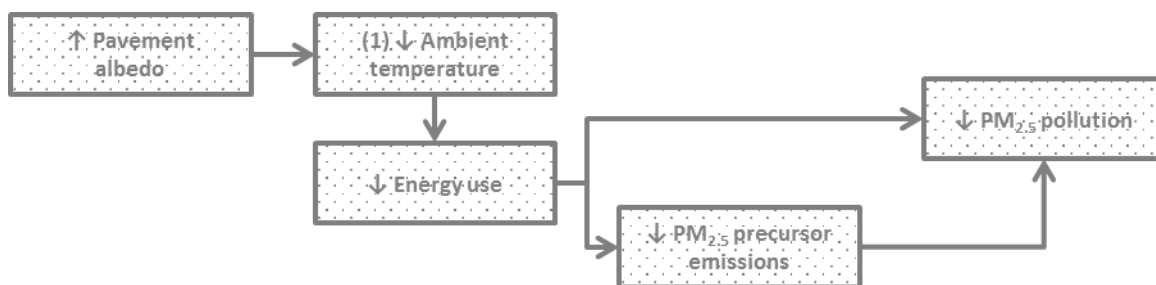 ↑ Pavement
albedo
(1) ↓ Ambient
temperature
↓ Energy use
↓ PM₂.₅ pollution
↓ PM₂.₅ precursor
emissions